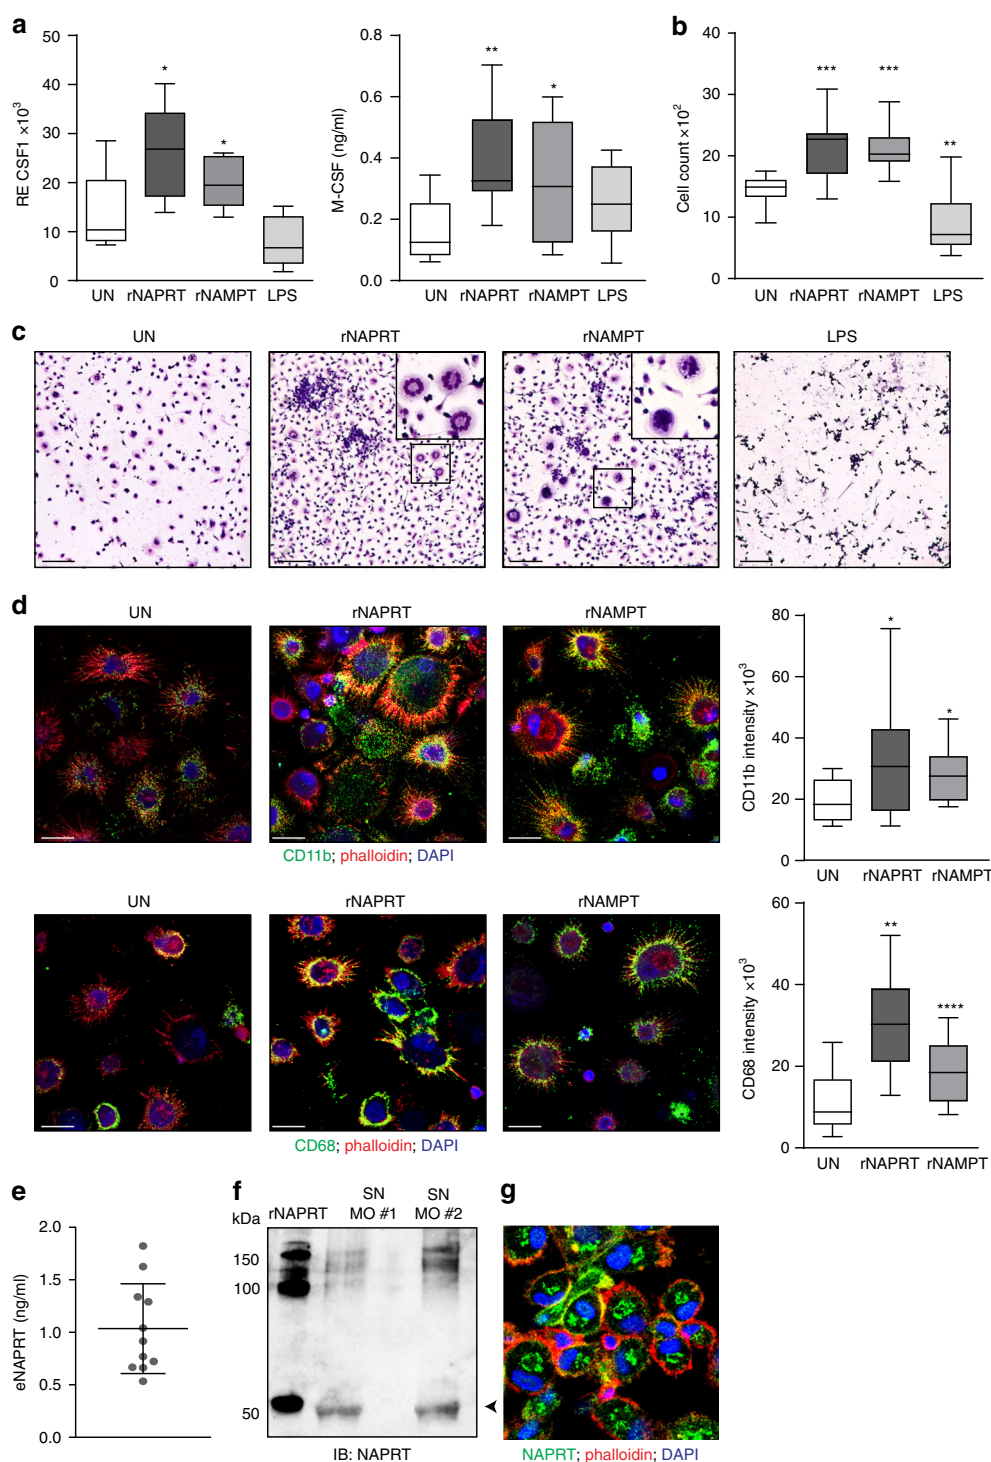 a
RE CSF1 ×10³
50
40
30
20
10
0
*
*
UN rNAPRT rNAMPT LPS
M-CSF (ng/ml)
0.8
0.6
0.4
0.2
0.0
**
*
UN rNAPRT rNAMPT LPS
b
Cell count ×10²
40
30
20
10
0
***
***
**
UN rNAPRT rNAMPT LPS
c
UN rNAPRT rNAMPT LPS
d
UN rNAPRT rNAMPT
CD11b; phalloidin; DAPI
CD11b intensity ×10³
80
60
40
20
0
*
*
UN rNAPRT rNAMPT
UN rNAPRT rNAMPT
CD68; phalloidin; DAPI
CD68 intensity ×10³
60
40
20
0
**
****
UN rNAPRT rNAMPT
e
eNAPRT (ng/ml)
2.0
1.5
1.0
0.5
0.0
f
kDa
rNAPRT
SN MO #1
SN MO #2
150
100
50
IB: NAPRT
g
NAPRT; phalloidin; DAPI